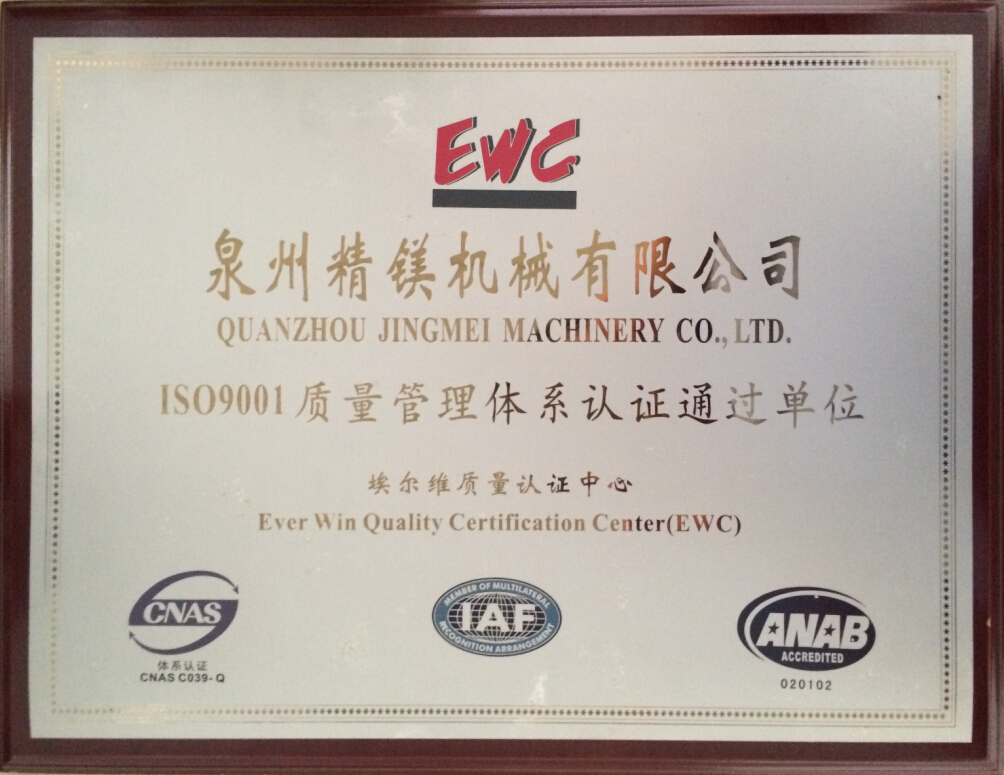 EWC
泉州精镁机械有限公司
QUANZHOU JINGMEI MACHINERY CO., LTD.
ISO9001质量管理体系认证通过单位
埃尔维质量认证中心
Ever Win Quality Certification Center(EWC)
CNAS
体系认证
CNAS C039-Q
MEMBER OF MULTILATERAL
IAF
RECOGNITION ARRANGEMENT
ANAB
ACCREDITED
020102